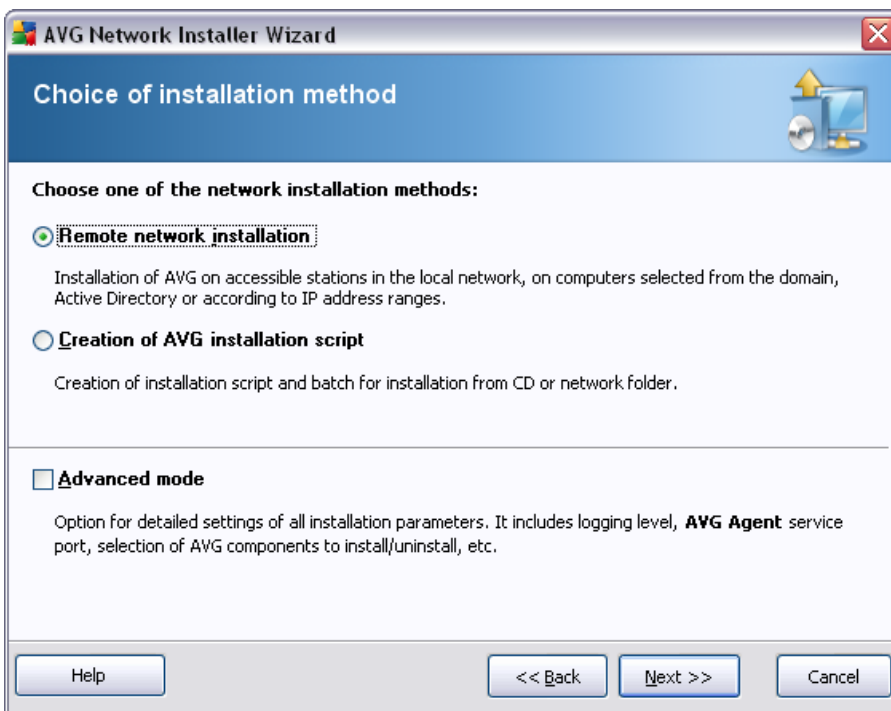 AVG Network Installer Wizard
Choice of installation method
Choose one of the network installation methods:
Remote network installation
Installation of AVG on accessible stations in the local network, on computers selected from the domain,
Active Directory or according to IP address ranges.
Creation of AVG installation script
Creation of installation script and batch for installation from CD or network folder.
Advanced mode
Option for detailed settings of all installation parameters. It includes logging level, AVG Agent service
port, selection of AVG components to install/uninstall, etc.
Help
<< Back
Next >>
Cancel